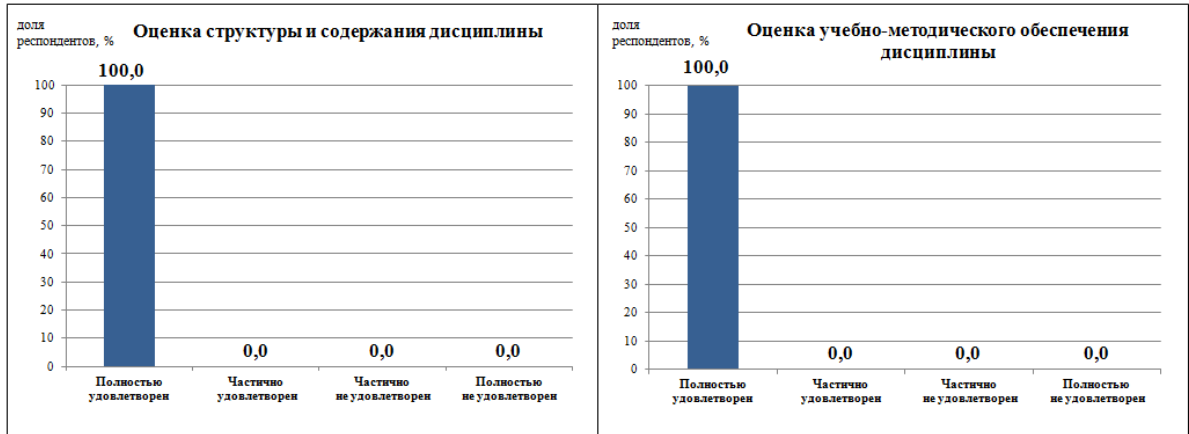 доля
респондентов, %
Оценка структуры и содержания дисциплины
100,0
100
90
80
70
60
50
40
30
20
10
0
0,0
0,0
0,0
Полностью
удовлетворен
Частично
удовлетворен
Частично
не удовлетворен
Полностью
не удовлетворен
доля
респондентов, %
Оценка учебно-методического обеспечения
дисциплины
100,0
100
90
80
70
60
50
40
30
20
10
0
0,0
0,0
0,0
Полностью
удовлетворен
Частично
удовлетворен
Частично
не удовлетворен
Полностью
не удовлетворен